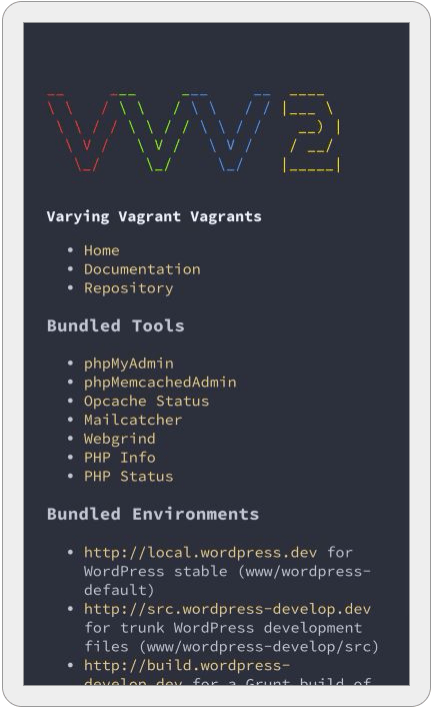 VVV2
Varying Vagrant Vagrants
• Home
• Documentation
• Repository
Bundled Tools
• phpMyAdmin
• phpMemcachedAdmin
• Opcache Status
• Mailcatcher
• Webgrind
• PHP Info
• PHP Status
Bundled Environments
• http://local.wordpress.dev for
WordPress stable (www/wordpress-
default)
• http://src.wordpress-develop.dev
for trunk WordPress development
files (www/wordpress-develop/src)
• http://build.wordpress-
develop.dev for a Grunt build of